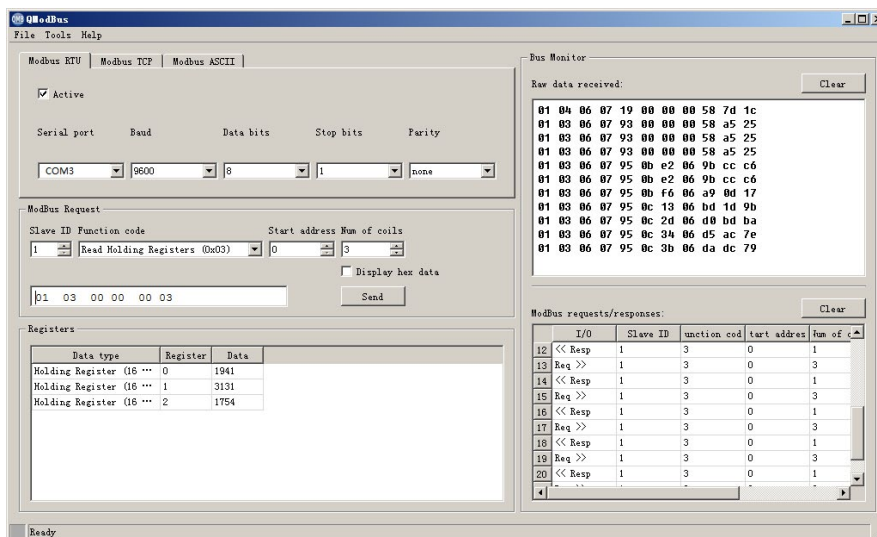 QModBus
File Tools Help
Modbus RTU Modbus TCP Modbus ASCII
Active
Serial port Baud Data bits Stop bits Parity
COM3 9600 8 1 none
ModBus Request
Slave ID Function code Start address Num of coils
1 Read Holding Registers (0x03) 0 3
Display hex data
01 03 00 00 00 03 Send
Registers
Data type Register Data
Holding Register (16 ··· 0 1941
Holding Register (16 ··· 1 3131
Holding Register (16 ··· 2 1754
Bus Monitor
Raw data received: Clear
01 04 06 07 19 00 00 00 58 7d 1c
01 03 06 07 93 00 00 00 58 a5 25
01 03 06 07 93 00 00 00 58 a5 25
01 03 06 07 93 00 00 00 58 a5 25
01 03 06 07 95 0b e2 06 9b cc c6
01 03 06 07 95 0b e2 06 9b cc c6
01 03 06 07 95 0b f6 06 a9 0d 17
01 03 06 07 95 0c 13 06 bd 1d 9b
01 03 06 07 95 0c 2d 06 d0 bd ba
01 03 06 07 95 0c 34 06 d5 ac 7e
01 03 06 07 95 0c 3b 06 da dc 79
ModBus requests/responses: Clear
I/O Slave ID unction cod tart addres um of c
12 << Resp 1 3 0 1
13 Req >> 1 3 0 3
14 << Resp 1 3 0 1
15 Req >> 1 3 0 3
16 << Resp 1 3 0 1
17 Req >> 1 3 0 3
18 << Resp 1 3 0 1
19 Req >> 1 3 0 3
20 << Resp 1 3 0 1
Ready